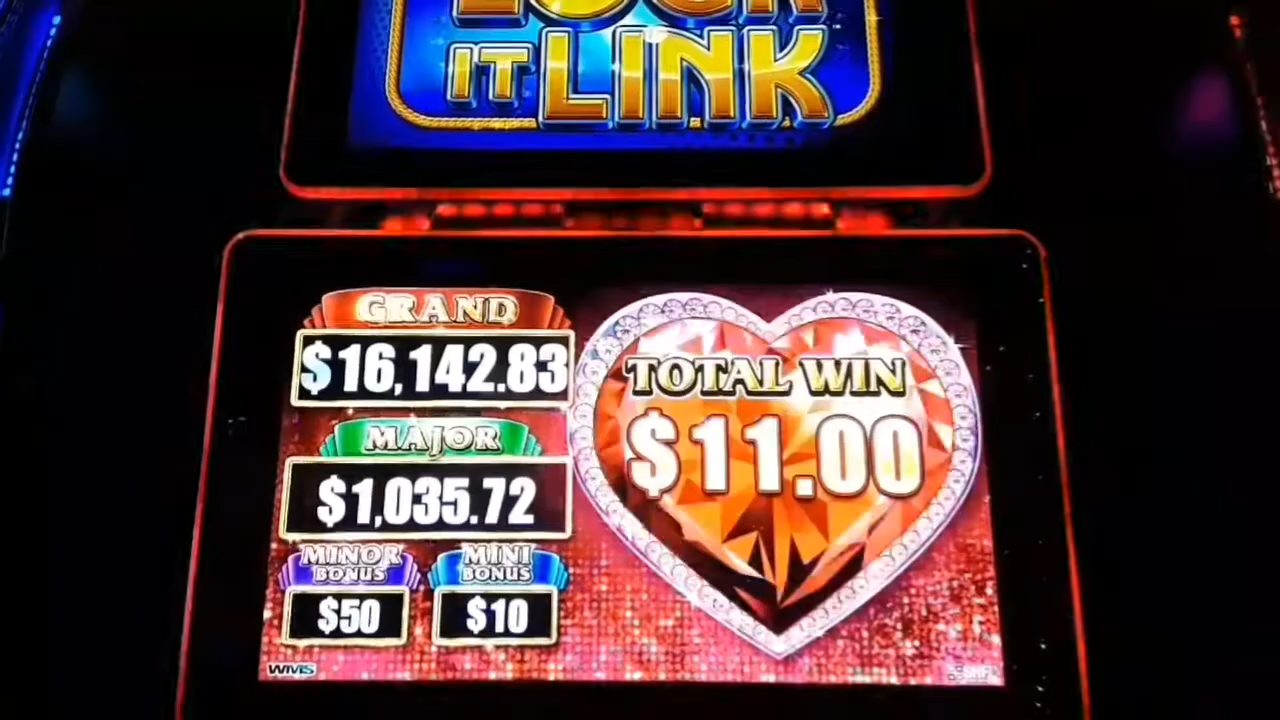 LOCK
IT LINK
GRAND
$16,142.83
MAJOR
$1,035.72
MINOR
BONUS
$50
MINI
BONUS
$10
TOTAL WIN
$11.00
WMS